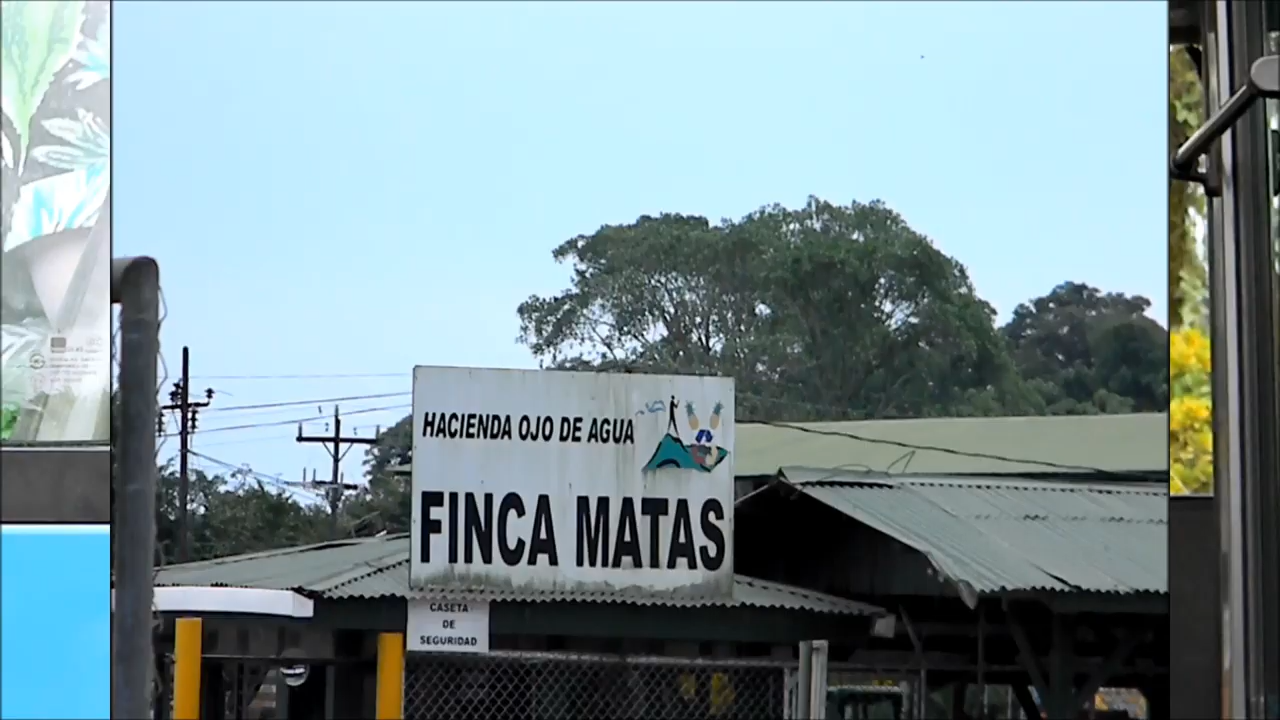 HACIENDA OJO DE AGUA
FINCA MATAS
CASETA
DE
SEGURIDAD